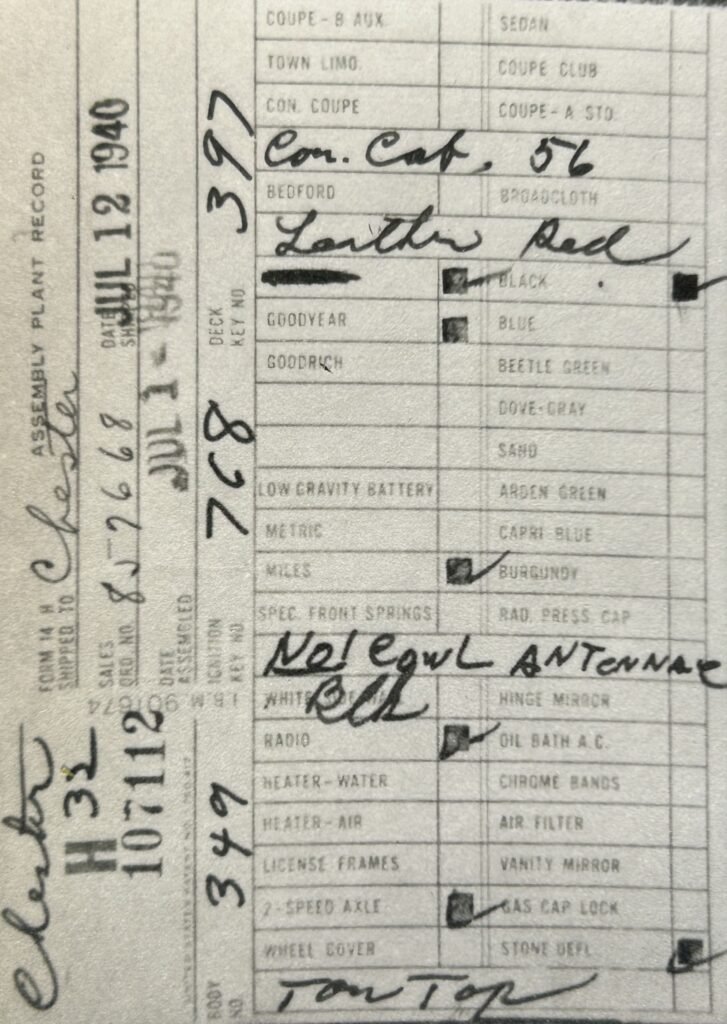 COUPE - B AUX. SEDAN
TOWN LIMO. COUPE CLUB
CON. COUPE COUPE - A STD.
Con. Cab. 56
BEDFORD BROADCLOTH
Leather Red
BLACK
GOODYEAR BLUE
GOODRICH BEETLE GREEN
DOVE-GRAY
SAND
LOW GRAVITY BATTERY ARDEN GREEN
METRIC CAPRI BLUE
MILES BURGUNDY
SPEC. FRONT SPRINGS RAD. PRESS CAP
No! Cowl ANTENNAE
WHITE Blk HINGE MIRROR
RADIO OIL BATH A.C.
HEATER - WATER CHROME BANDS
HEATER - AIR AIR FILTER
LICENSE FRAMES VANITY MIRROR
2-SPEED AXLE GAS CAP LOCK
WHEEL COVER STONE DEFL.
Tan Top
Chester
H 32
107112
FORM 14 H ASSEMBLY PLANT RECORD
SHIPPED TO Chester
SALES ORD NO. 857668
DATE JUL 12 1940
DATE ASSEMBLED JUL 1 - 1940
I.B.M 901674
BODY NO. 349
IGNITION KEY NO. 768
DECK KEY NO. 397